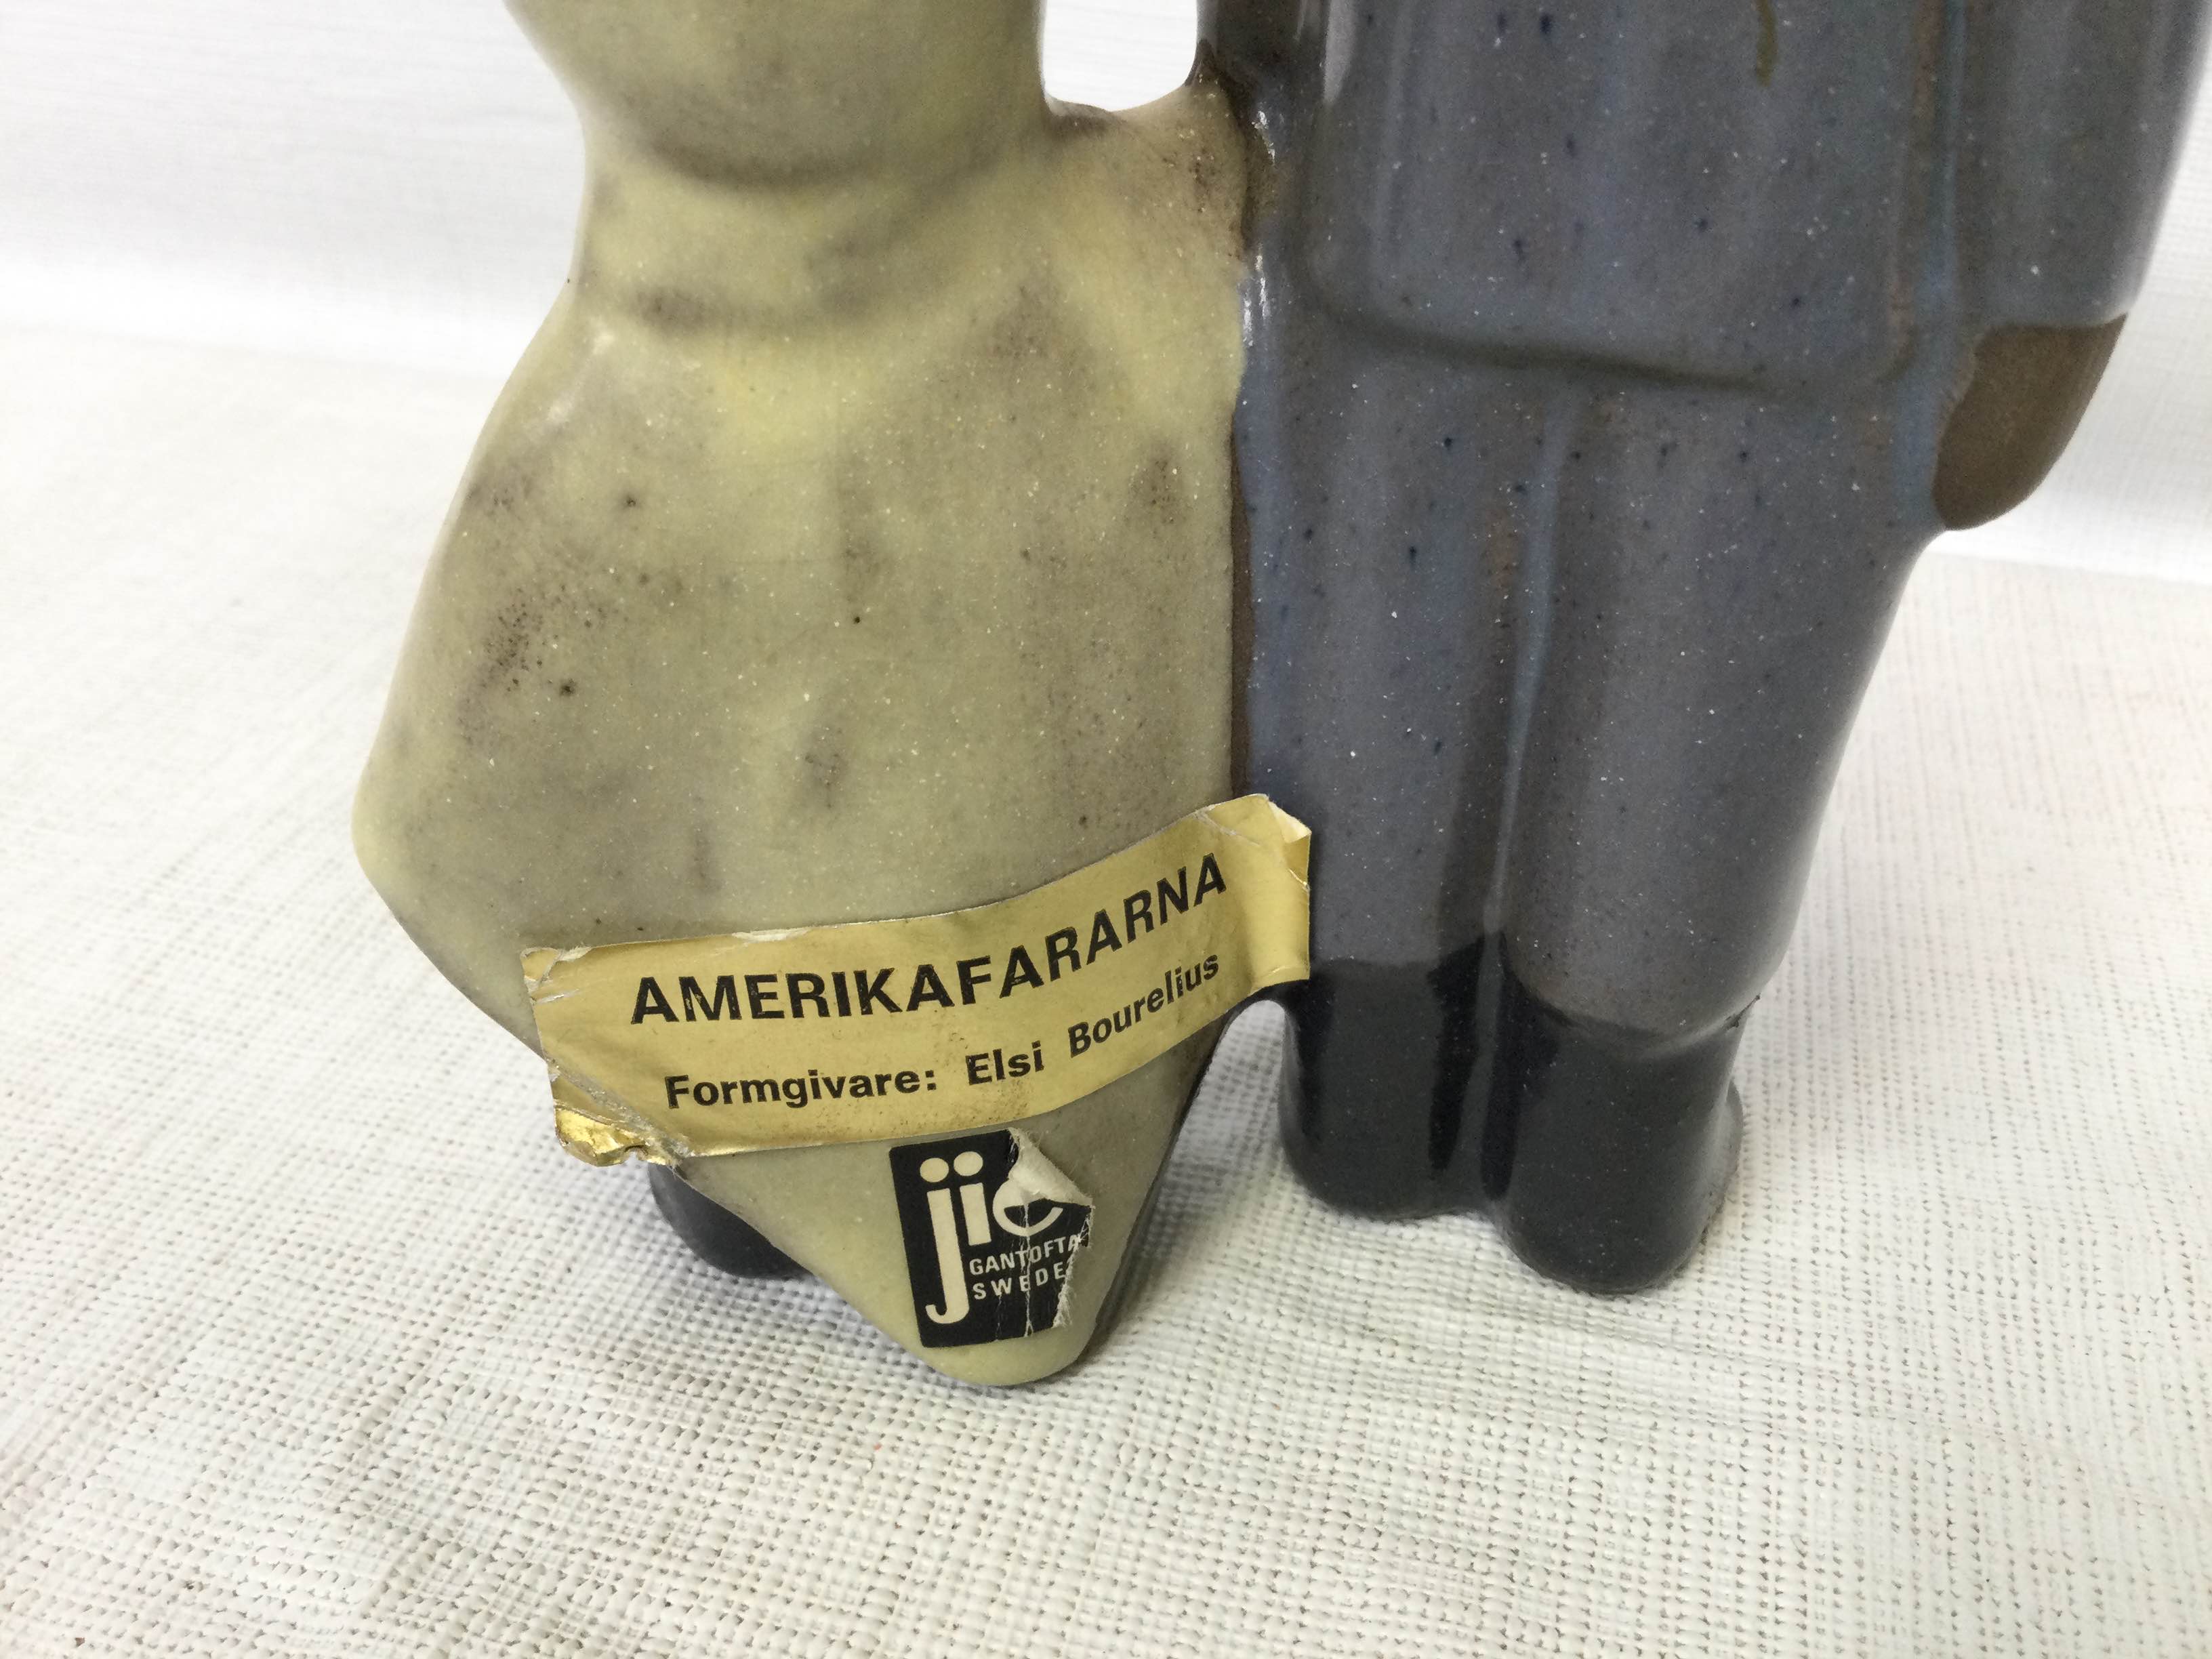 AMERIKAFARARNA
Formgivare: Elsi Bourelius
jie
GANTOFTA
SWEDE